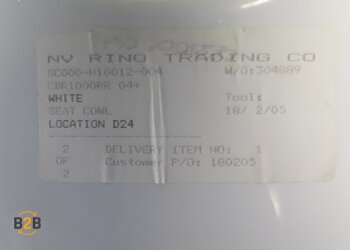 NV RINO TRADING CO
SC000-H10012-004 W/O:304889
CBR1000RR 04+
WHITE Tool:
SEAT COWL 18/ 2/05
LOCATION D24
2 DELIVERY ITEM NO: 1
OF Customer P/O: 180205
2
B2B